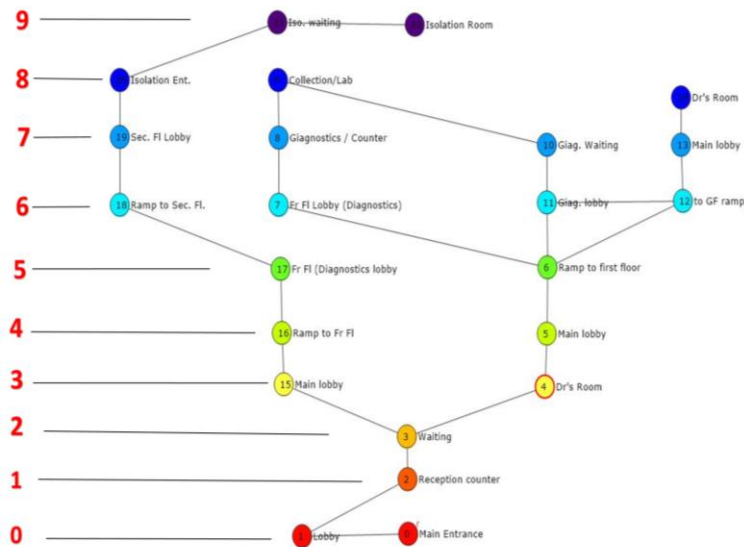 9 Iso. waiting Isolation Room
8 Isolation Ent. Collection/Lab Dr's Room
7 19 Sec. Fl Lobby 8 Giagnostics / Counter 10 Giag. Waiting 13 Main lobby
6 18 Ramp to Sec. Fl. 7 Fr Fl Lobby (Diagnostics) 11 Giag. lobby 12 to GF ramp
5 17 Fr Fl (Diagnostics lobby 6 Ramp to first floor
4 16 Ramp to Fr Fl 5 Main lobby
3 15 Main lobby 4 Dr's Room
2 3 Waiting
1 2 Reception counter
0 1 Lobby 0 Main Entrance